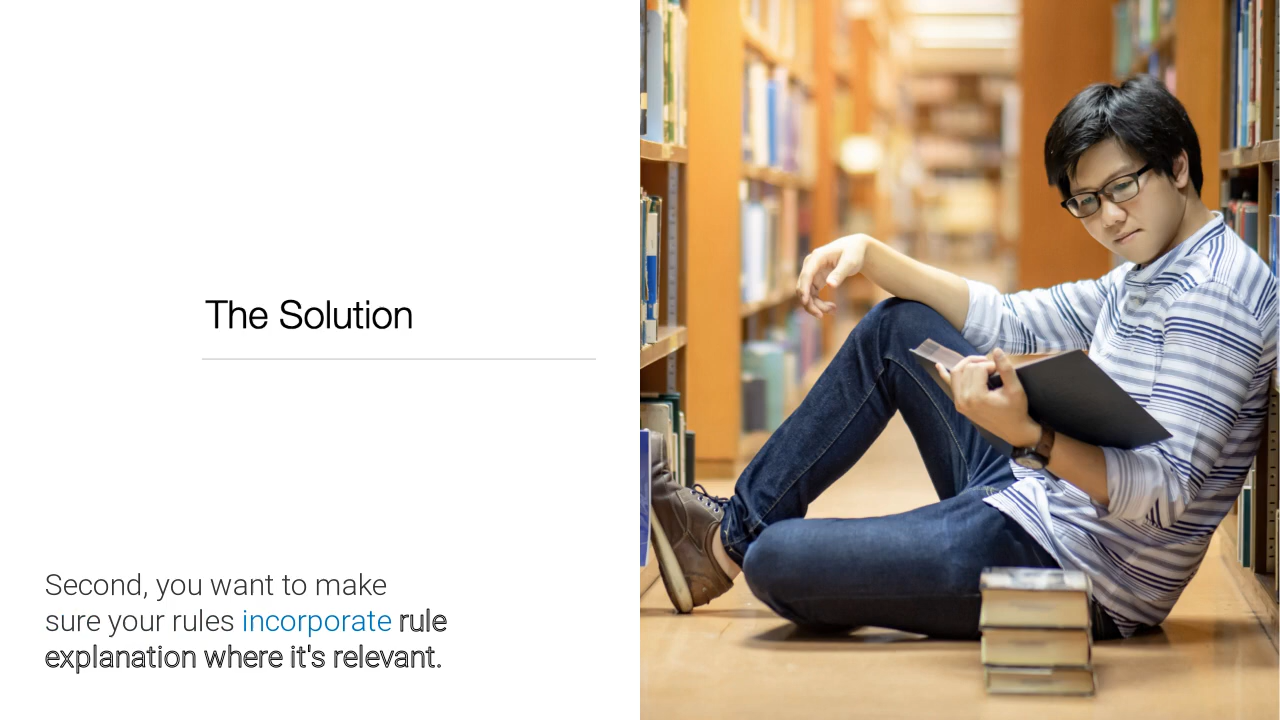 The Solution
Second, you want to make
sure your rules incorporate rule
explanation where it's relevant.